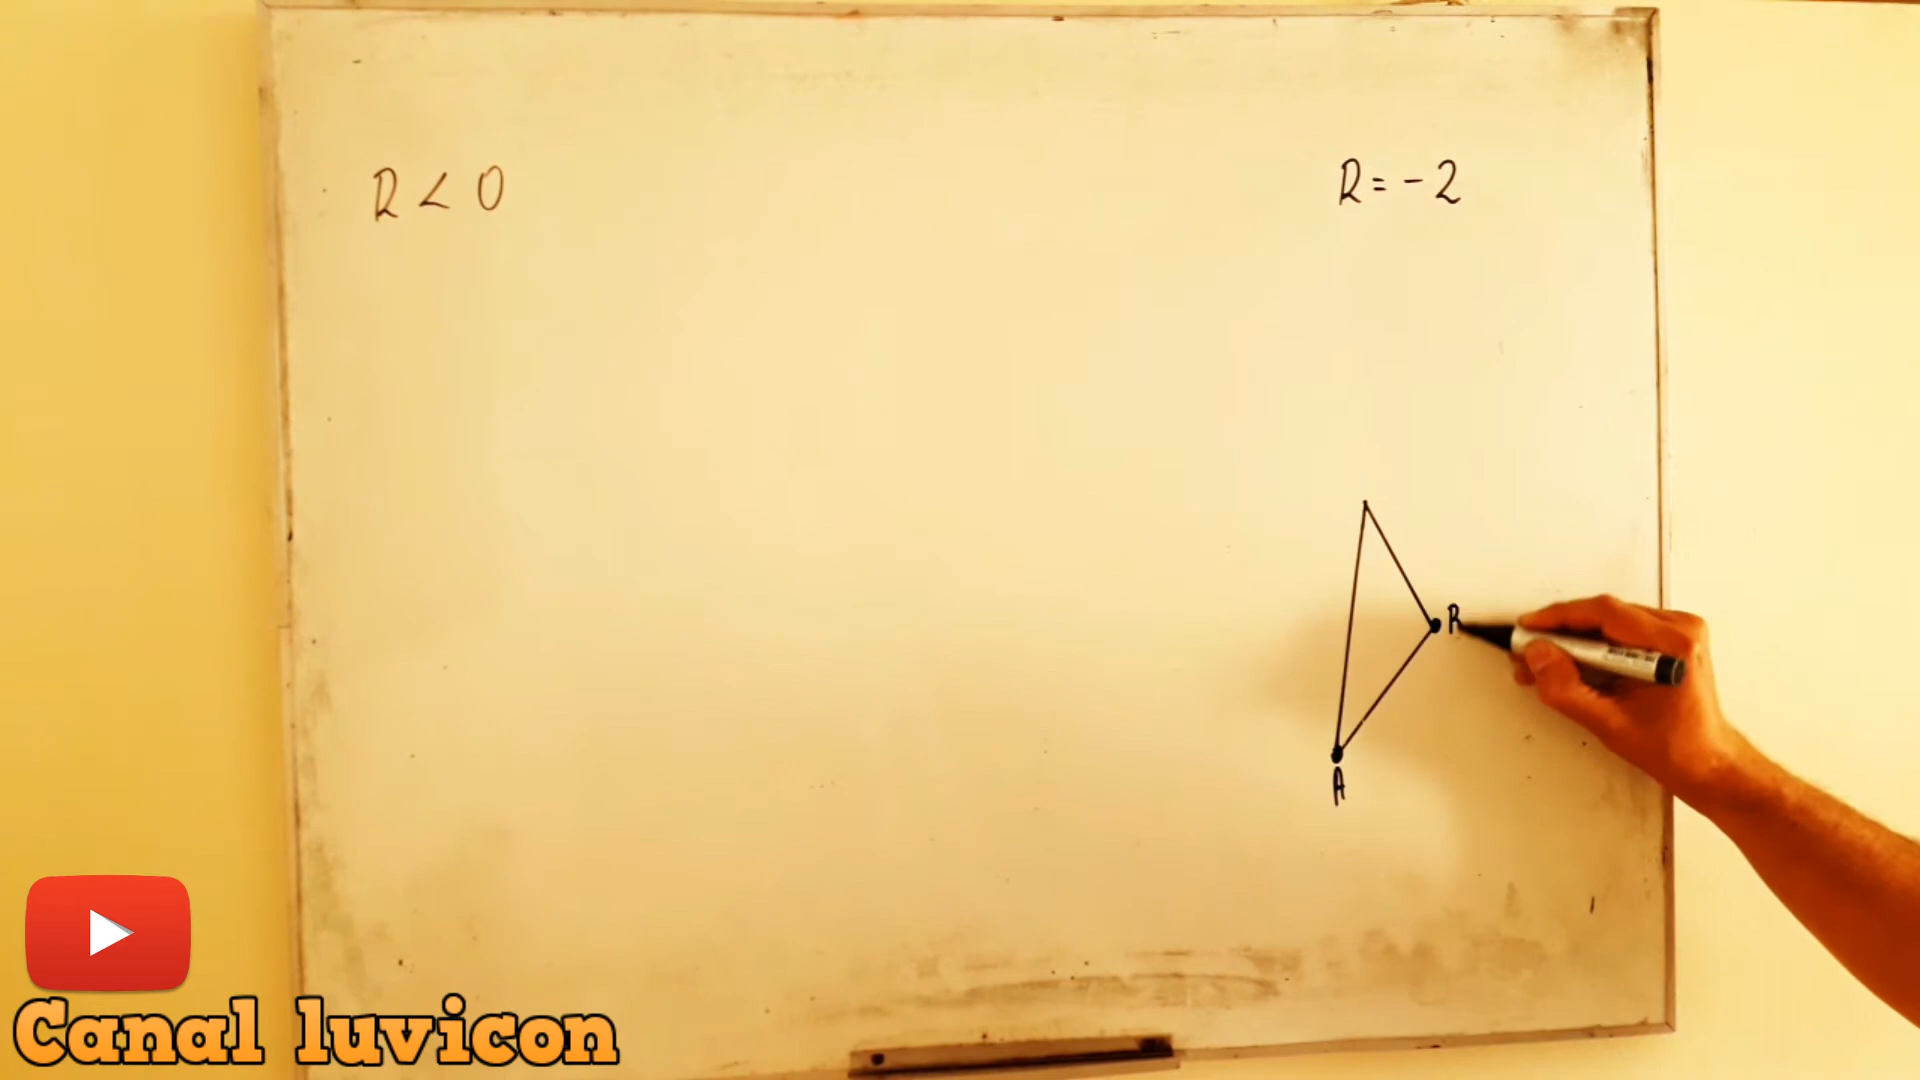 R < 0
R = -2
B
A
Canal luvicon